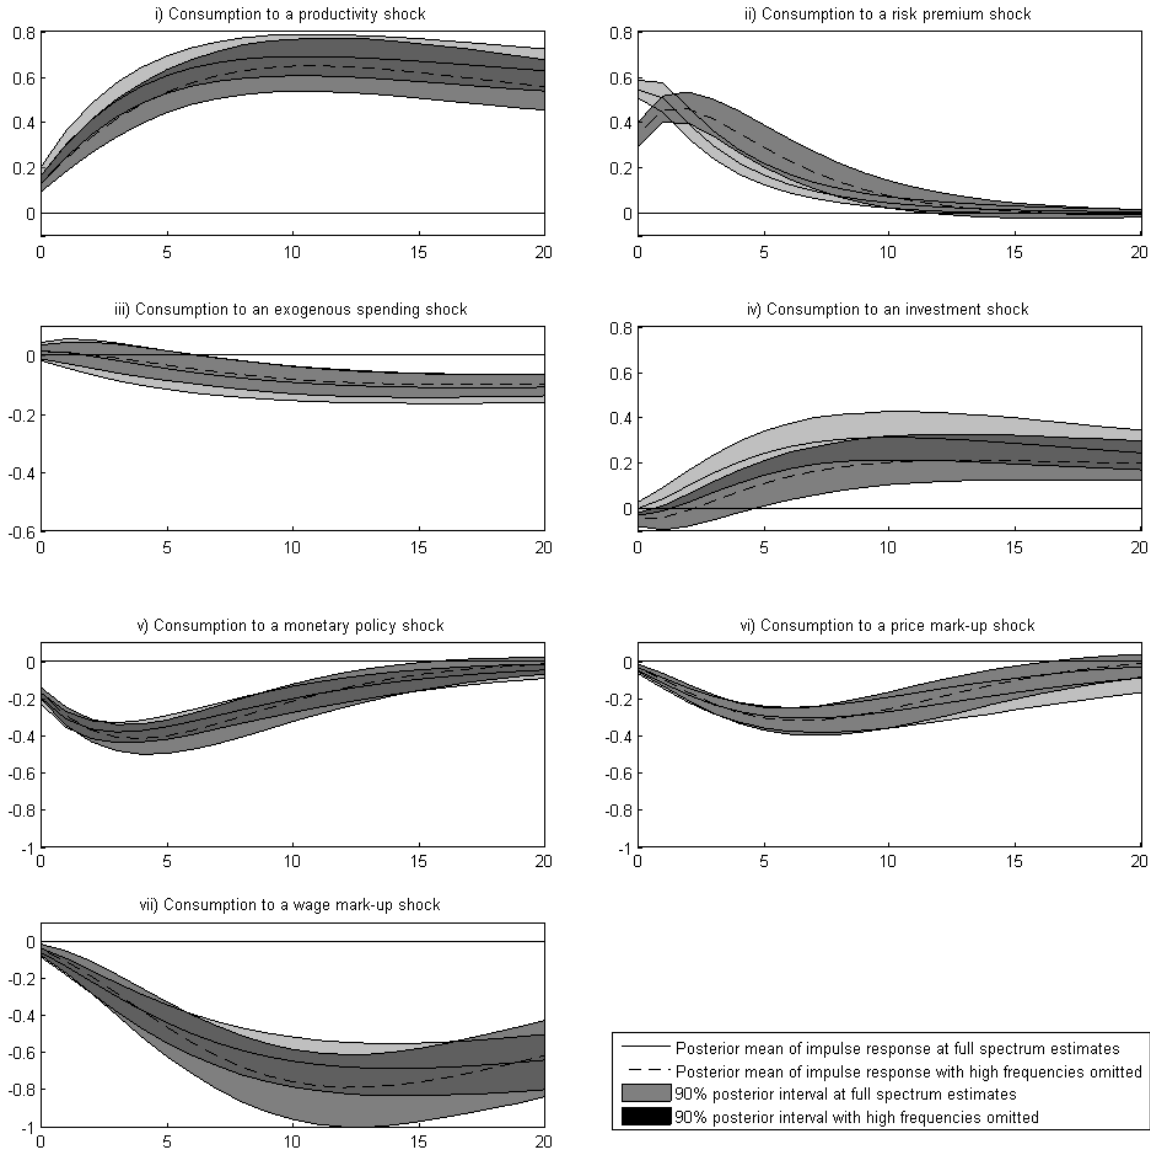 i) Consumption to a productivity shock
0.8
0.6
0.4
0.2
0
0 5 10 15 20
ii) Consumption to a risk premium shock
0.8
0.6
0.4
0.2
0
0 5 10 15 20
iii) Consumption to an exogenous spending shock
0
-0.2
-0.4
-0.6
0 5 10 15 20
iv) Consumption to an investment shock
0.8
0.6
0.4
0.2
0
0 5 10 15 20
v) Consumption to a monetary policy shock
0
-0.2
-0.4
-0.6
-0.8
-1
0 5 10 15 20
vi) Consumption to a price mark-up shock
0
-0.2
-0.4
-0.6
-0.8
-1
0 5 10 15 20
vii) Consumption to a wage mark-up shock
0
-0.2
-0.4
-0.6
-0.8
-1
0 5 10 15 20
Posterior mean of impulse response at full spectrum estimates
Posterior mean of impulse response with high frequencies omitted
90% posterior interval at full spectrum estimates
90% posterior interval with high frequencies omitted